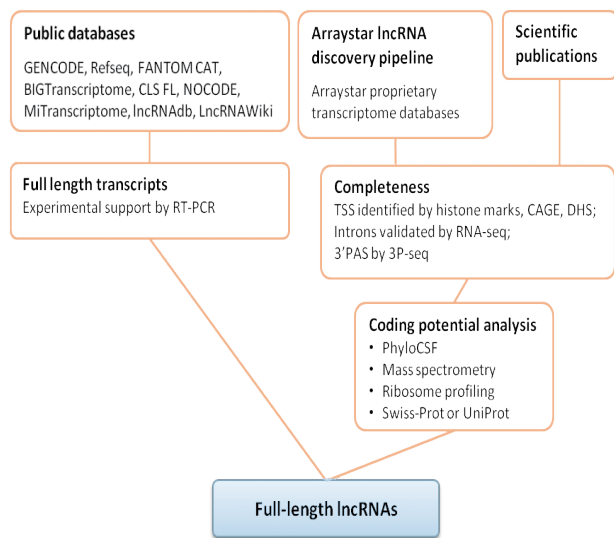 Public databases
GENCODE, Refseq, FANTOM CAT,
BIGTranscriptome, CLS FL, NOCODE,
MiTranscriptome, lncRNAdb, LncRNAWiki
Arraystar lncRNA
discovery pipeline
Arraystar proprietary
transcriptome databases
Scientific
publications
Full length transcripts
Experimental support by RT-PCR
Completeness
TSS identified by histone marks, CAGE, DHS;
Introns validated by RNA-seq;
3'PAS by 3P-seq
Coding potential analysis
• PhyloCSF
• Mass spectrometry
• Ribosome profiling
• Swiss-Prot or UniProt
Full-length lncRNAs